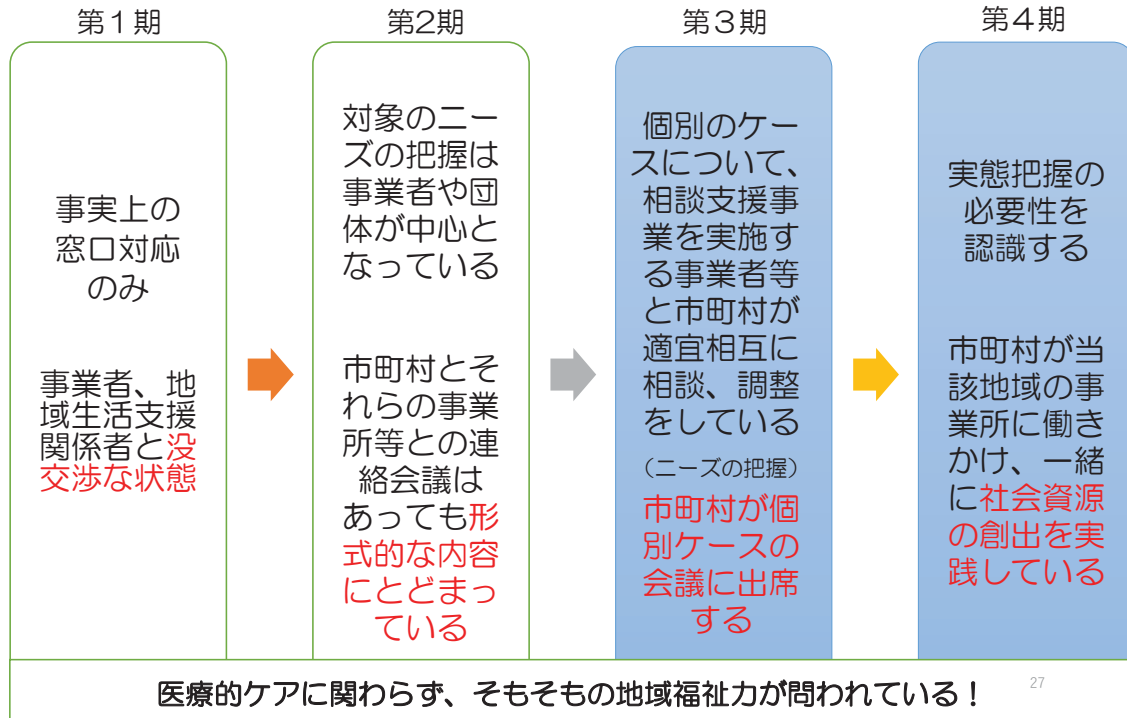 第１期
事実上の
窓口対応
のみ
事業者、地
域生活支援
関係者と没
交渉な状態
第2期
対象のニー
ズの把握は
事業者や団
体が中心と
なっている
市町村とそ
れらの事業
所等との連
絡会議は
あっても形
式的な内容
にとどまっ
ている
第３期
個別のケー
スについて、
相談支援事
業を実施す
る事業者等
と市町村が
適宜相互に
相談、調整
をしている
（ニーズの把握）
市町村が個
別ケースの
会議に出席
する
第４期
実態把握の
必要性を
認識する
市町村が当
該地域の事
業所に働き
かけ、一緒
に社会資源
の創出を実
践している
医療的ケアに関わらず、そもそもの地域福祉力が問われている！
27